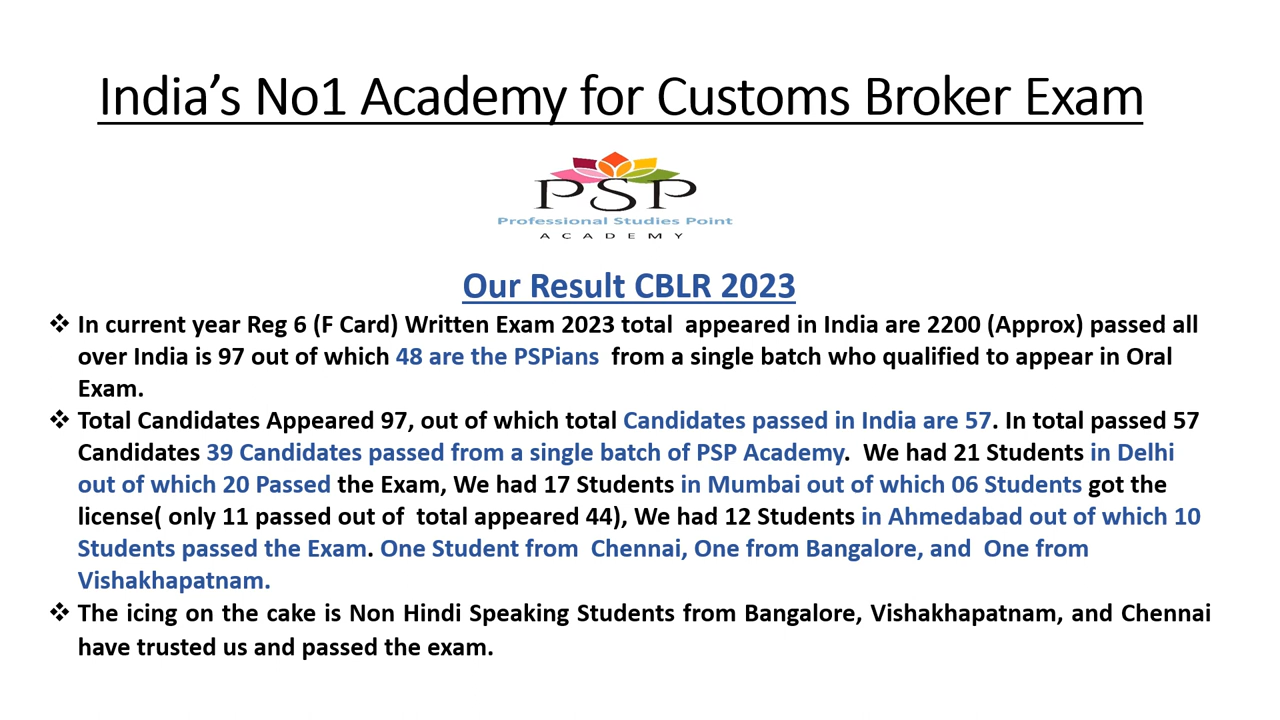 India’s No1 Academy for Customs Broker Exam
PSP
Professional Studies Point
ACADEMY
Our Result CBLR 2023
❖ In current year Reg 6 (F Card) Written Exam 2023 total appeared in India are 2200 (Approx) passed all
over India is 97 out of which 48 are the PSPians from a single batch who qualified to appear in Oral
Exam.
❖ Total Candidates Appeared 97, out of which total Candidates passed in India are 57. In total passed 57
Candidates 39 Candidates passed from a single batch of PSP Academy. We had 21 Students in Delhi
out of which 20 Passed the Exam, We had 17 Students in Mumbai out of which 06 Students got the
license( only 11 passed out of total appeared 44), We had 12 Students in Ahmedabad out of which 10
Students passed the Exam. One Student from Chennai, One from Bangalore, and One from
Vishakhapatnam.
❖ The icing on the cake is Non Hindi Speaking Students from Bangalore, Vishakhapatnam, and Chennai
have trusted us and passed the exam.